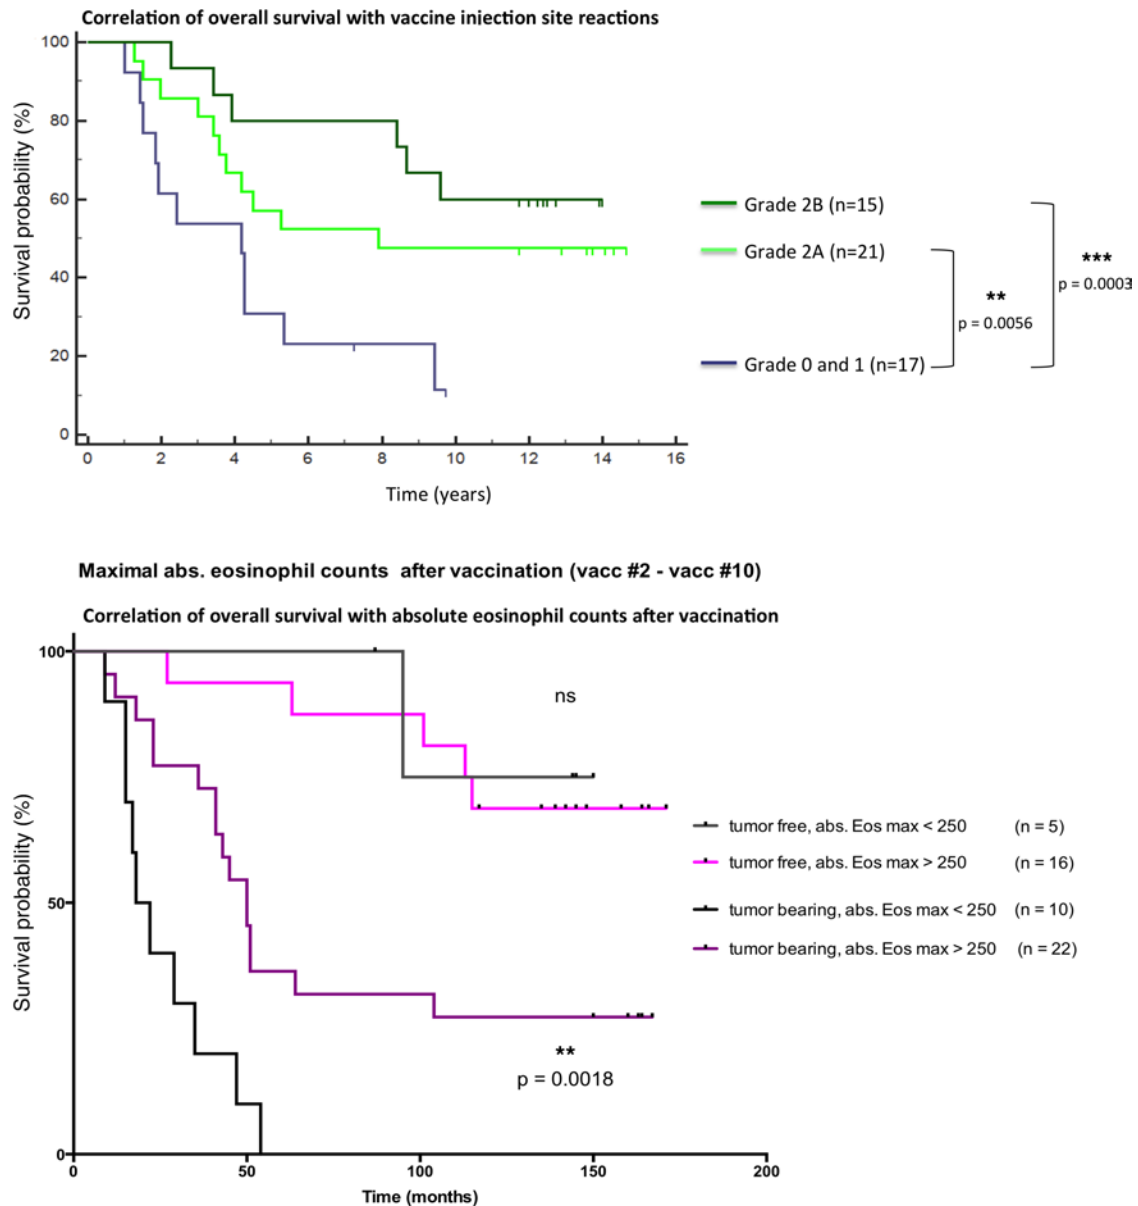 Correlation of overall survival with vaccine injection site reactions
Survival probability (%)
100
80
60
40
20
0
0 2 4 6 8 10 12 14 16
Time (years)
Grade 2B (n=15)
Grade 2A (n=21)
Grade 0 and 1 (n=17)
**
p = 0.0056
***
p = 0.0003
Maximal abs. eosinophil counts after vaccination (vacc #2 - vacc #10)
Correlation of overall survival with absolute eosinophil counts after vaccination
Survival probability (%)
100
50
0
0 50 100 150 200
Time (months)
ns
**
p = 0.0018
tumor free, abs. Eos max < 250 (n = 5)
tumor free, abs. Eos max > 250 (n = 16)
tumor bearing, abs. Eos max < 250 (n = 10)
tumor bearing, abs. Eos max > 250 (n = 22)